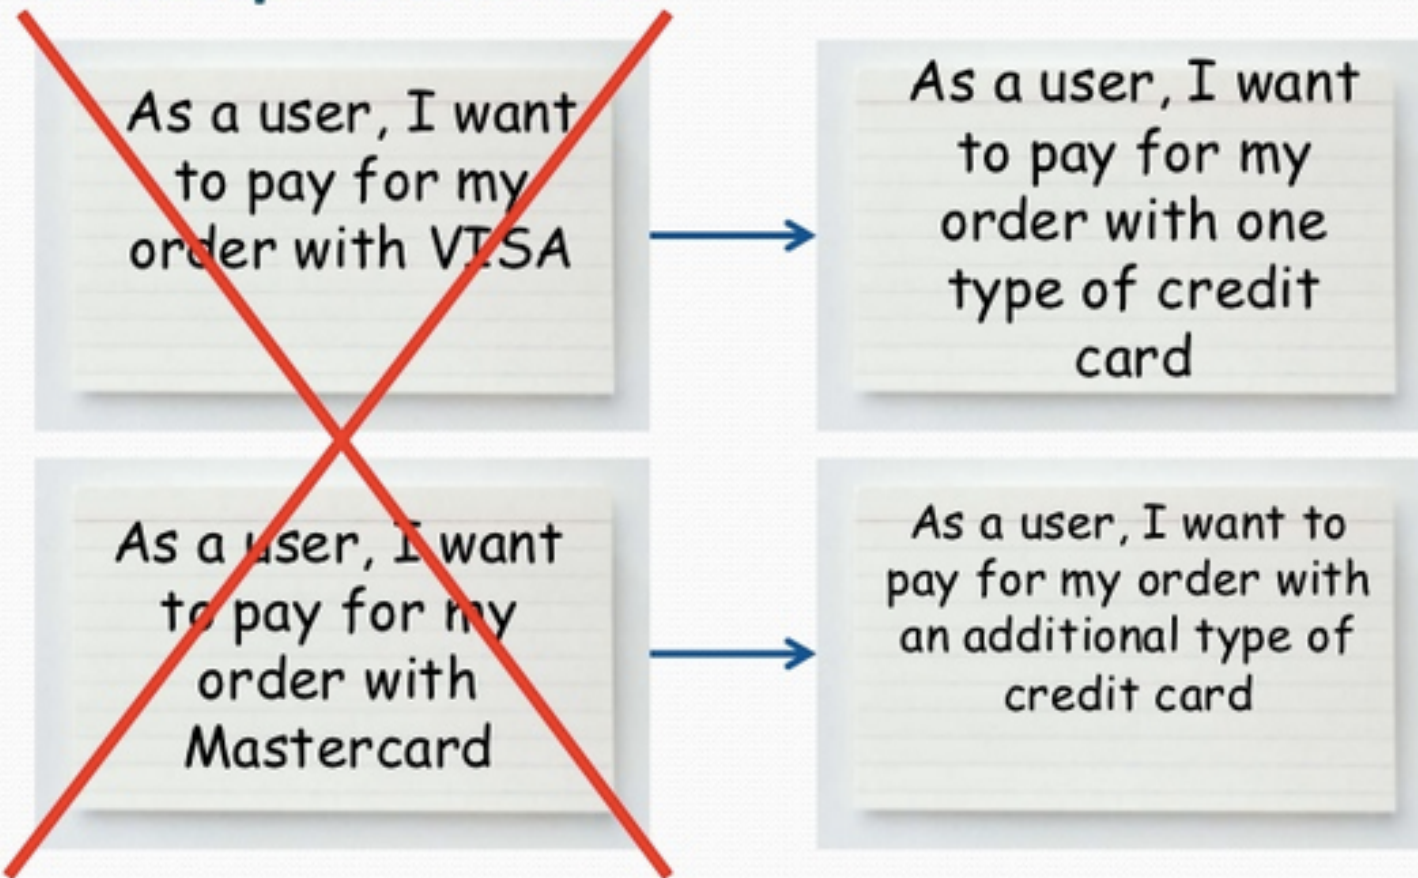 As a user, I want
to pay for my
order with VISA
As a user, I want
to pay for my
order with one
type of credit
card
As a user, I want
to pay for my
order with
Mastercard
As a user, I want to
pay for my order with
an additional type of
credit card